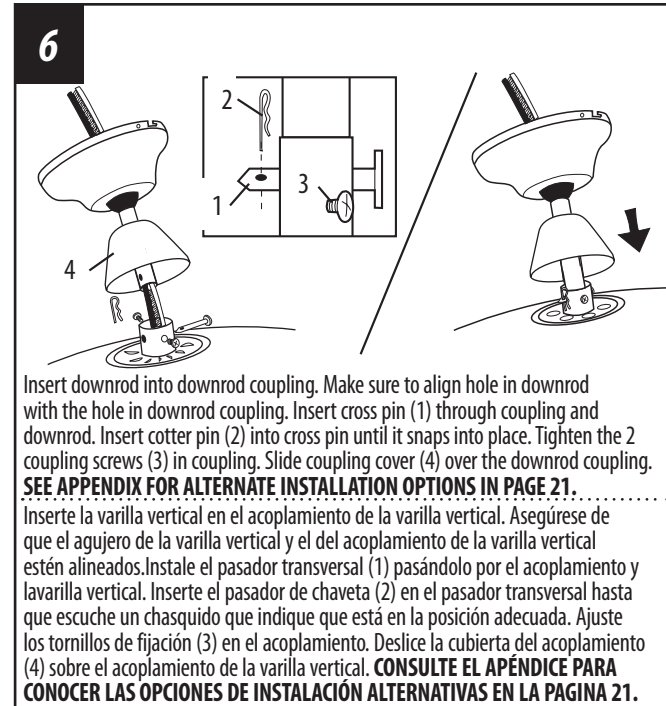 6
2
1
3
4
Insert downrod into downrod coupling. Make sure to align hole in downrod
with the hole in downrod coupling. Insert cross pin (1) through coupling and
downrod. Insert cotter pin (2) into cross pin until it snaps into place. Tighten the 2
coupling screws (3) in coupling. Slide coupling cover (4) over the downrod coupling.
SEE APPENDIX FOR ALTERNATE INSTALLATION OPTIONS IN PAGE 21.
Inserte la varilla vertical en el acoplamiento de la varilla vertical. Asegúrese de
que el agujero de la varilla vertical y el del acoplamiento de la varilla vertical
estén alineados.Instale el pasador transversal (1) pasándolo por el acoplamiento y
lavarilla vertical. Inserte el pasador de chaveta (2) en el pasador transversal hasta
que escuche un chasquido que indique que está en la posición adecuada. Ajuste
los tornillos de fijación (3) en el acoplamiento. Deslice la cubierta del acoplamiento
(4) sobre el acoplamiento de la varilla vertical. CONSULTE EL APÉNDICE PARA
CONOCER LAS OPCIONES DE INSTALACIÓN ALTERNATIVAS EN LA PAGINA 21.